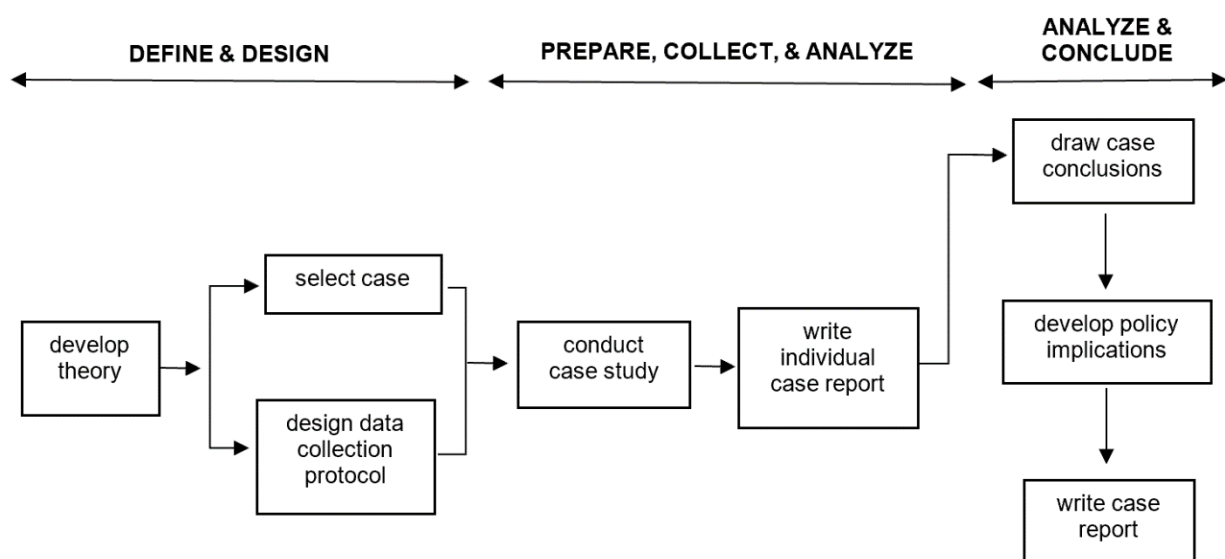 DEFINE & DESIGN
PREPARE, COLLECT, & ANALYZE
ANALYZE &
CONCLUDE
develop
theory
select case
design data
collection
protocol
conduct
case study
write
individual
case report
draw case
conclusions
develop policy
implications
write case
report